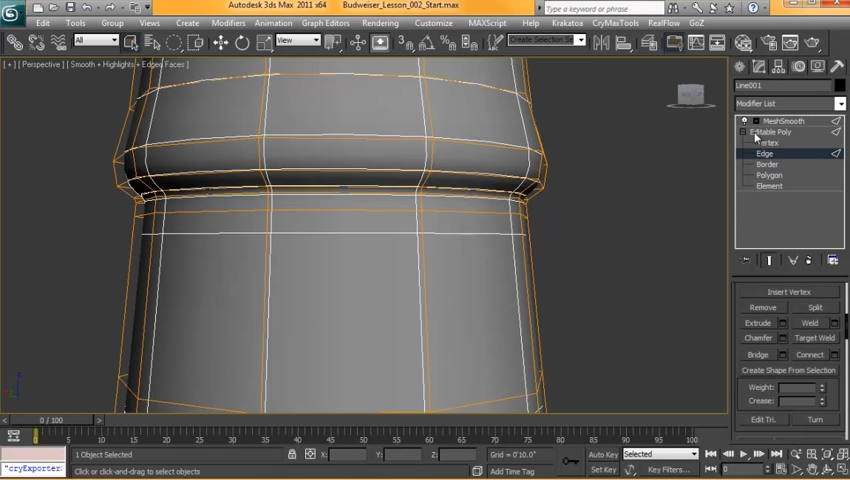 Autodesk 3ds Max 2011 x64    Budweiser_Lesson_002_Start.max
Type a keyword or phrase
Edit Tools Group Views Create Modifiers Animation Graph Editors Rendering Customize MAXScript Help Krakatoa CryMaxTools RealFlow GoZ
All View Create Selection Se
[ + ] [ Perspective ] [ Smooth + Highlights + Edged Faces ]
Line001
Modifier List
MeshSmooth
Editable Poly
Vertex
Edge
Border
Polygon
Element
Insert Vertex
Remove Split
Extrude Weld
Chamfer Target Weld
Bridge Connect
Create Shape From Selection
Weight:
Crease:
Edit Tri. Turn
0 / 100
0 5 10 15 20 25 30 35 40 45 50 55 60 65 70 75 80 85 90 95 100
1 Object Selected X: Y: Z: Grid = 0'10.0" Auto Key Selected
"cryExporter: Click or click-and-drag to select objects Add Time Tag Set Key Key Filters... 0